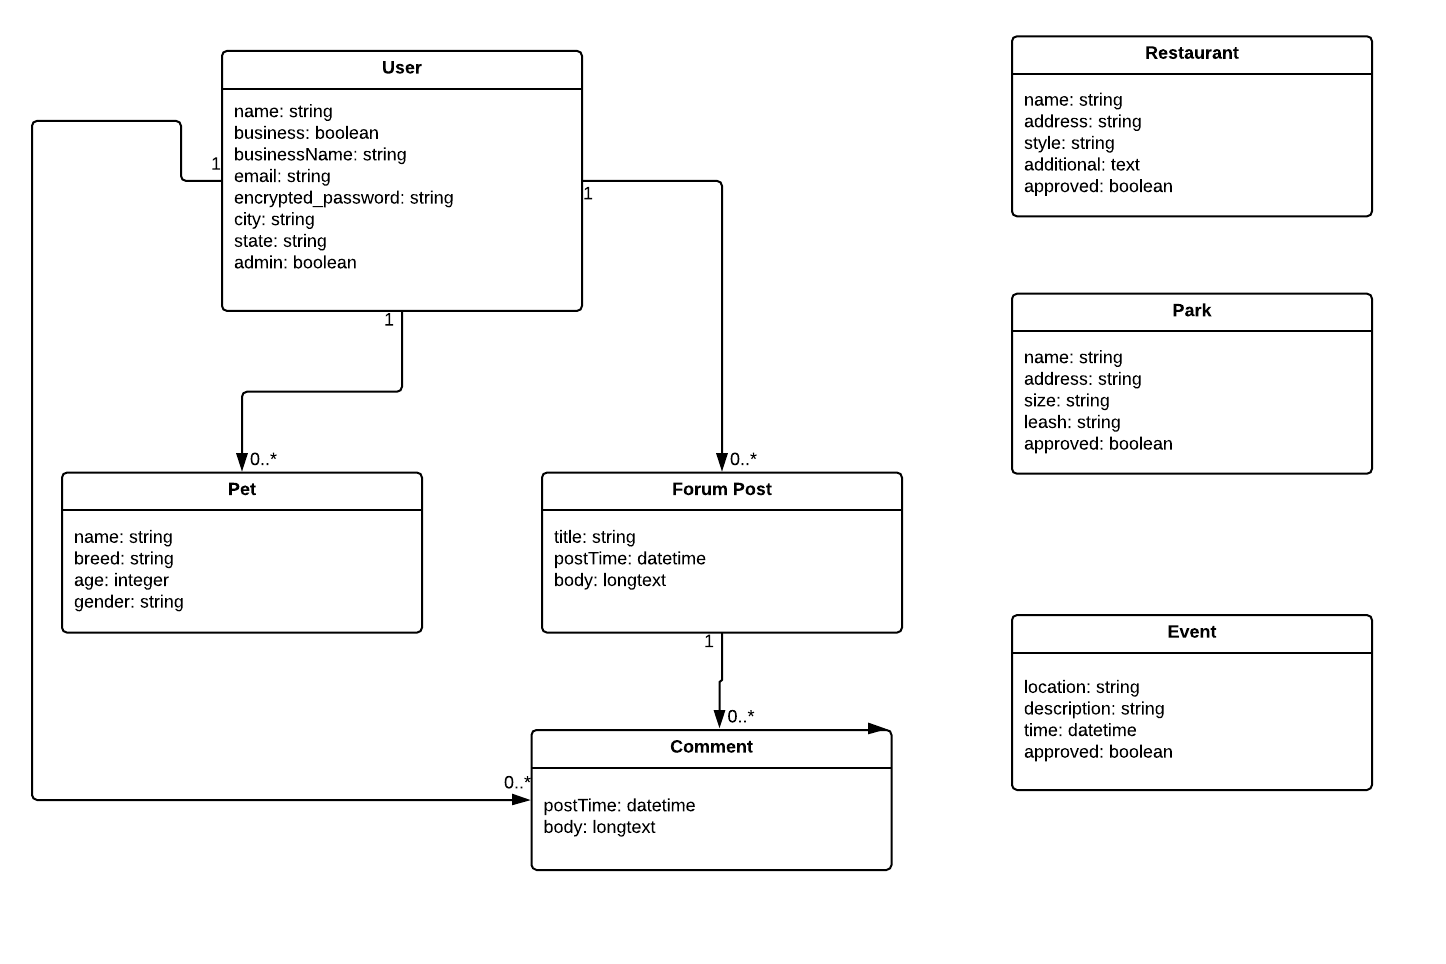 User
name: string
business: boolean
businessName: string
email: string
encrypted_password: string
city: string
state: string
admin: boolean
1
1
1
0..*
Pet
name: string
breed: string
age: integer
gender: string
0..*
Forum Post
title: string
postTime: datetime
body: longtext
1
0..*
0..*
Comment
postTime: datetime
body: longtext
Restaurant
name: string
address: string
style: string
additional: text
approved: boolean
Park
name: string
address: string
size: string
leash: string
approved: boolean
Event
location: string
description: string
time: datetime
approved: boolean